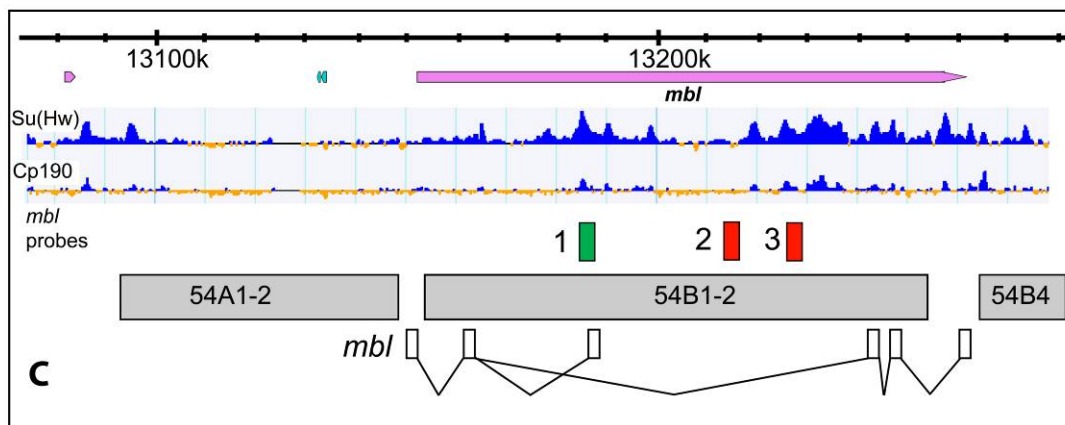 13100k 13200k
mbl
Su(Hw)
Cp190
mbl
probes 1 2 3
54A1-2 54B1-2 54B4
mbl
C